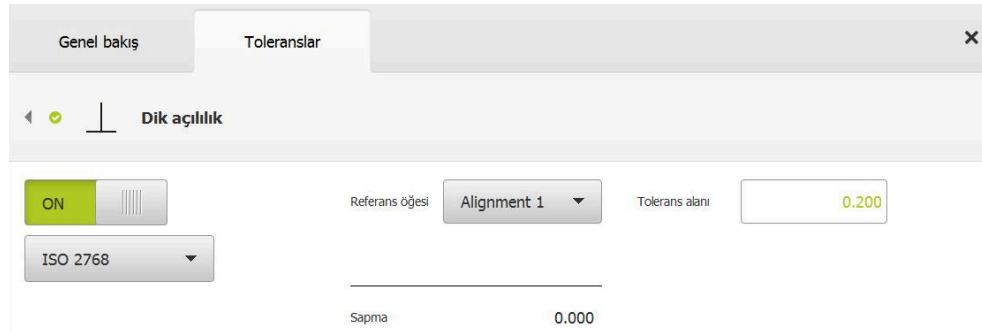 Genel bakış Toleranslar
Dik açılılık
ON Referans öğesi Alignment 1 Tolerans alanı 0.200
ISO 2768
Sapma 0.000